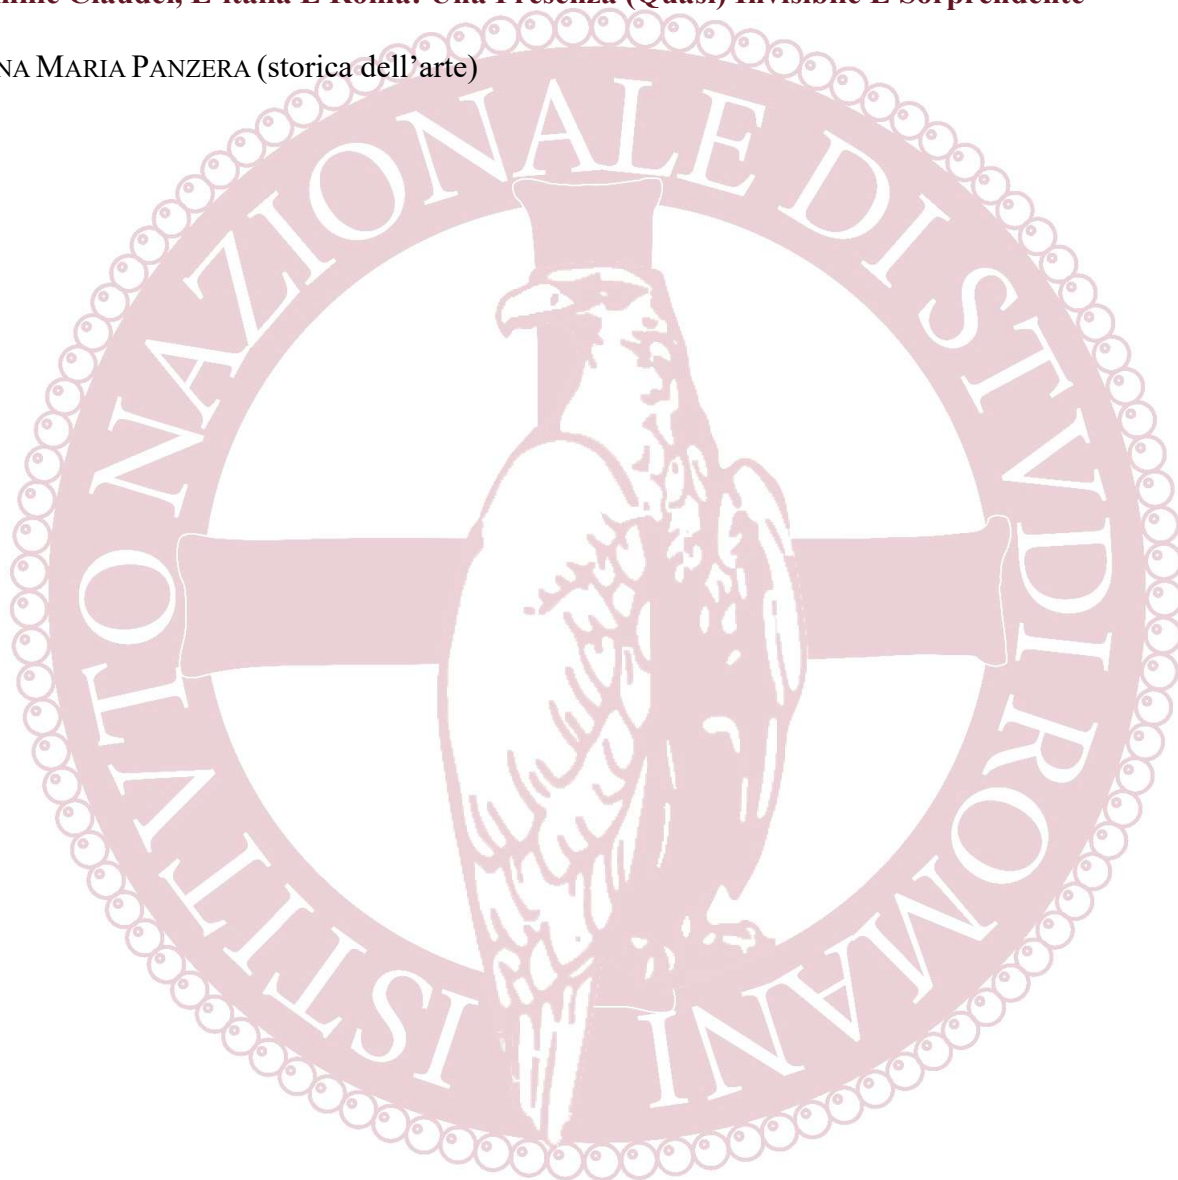 mille Claudel, L'Italia E Roma: Una Presenza (Quasi) Invisibile E Sorprendente
NA MARIA PANZERA (storica dell'arte)
ISTITVTO NAZIONALE DI STVDI ROMANI